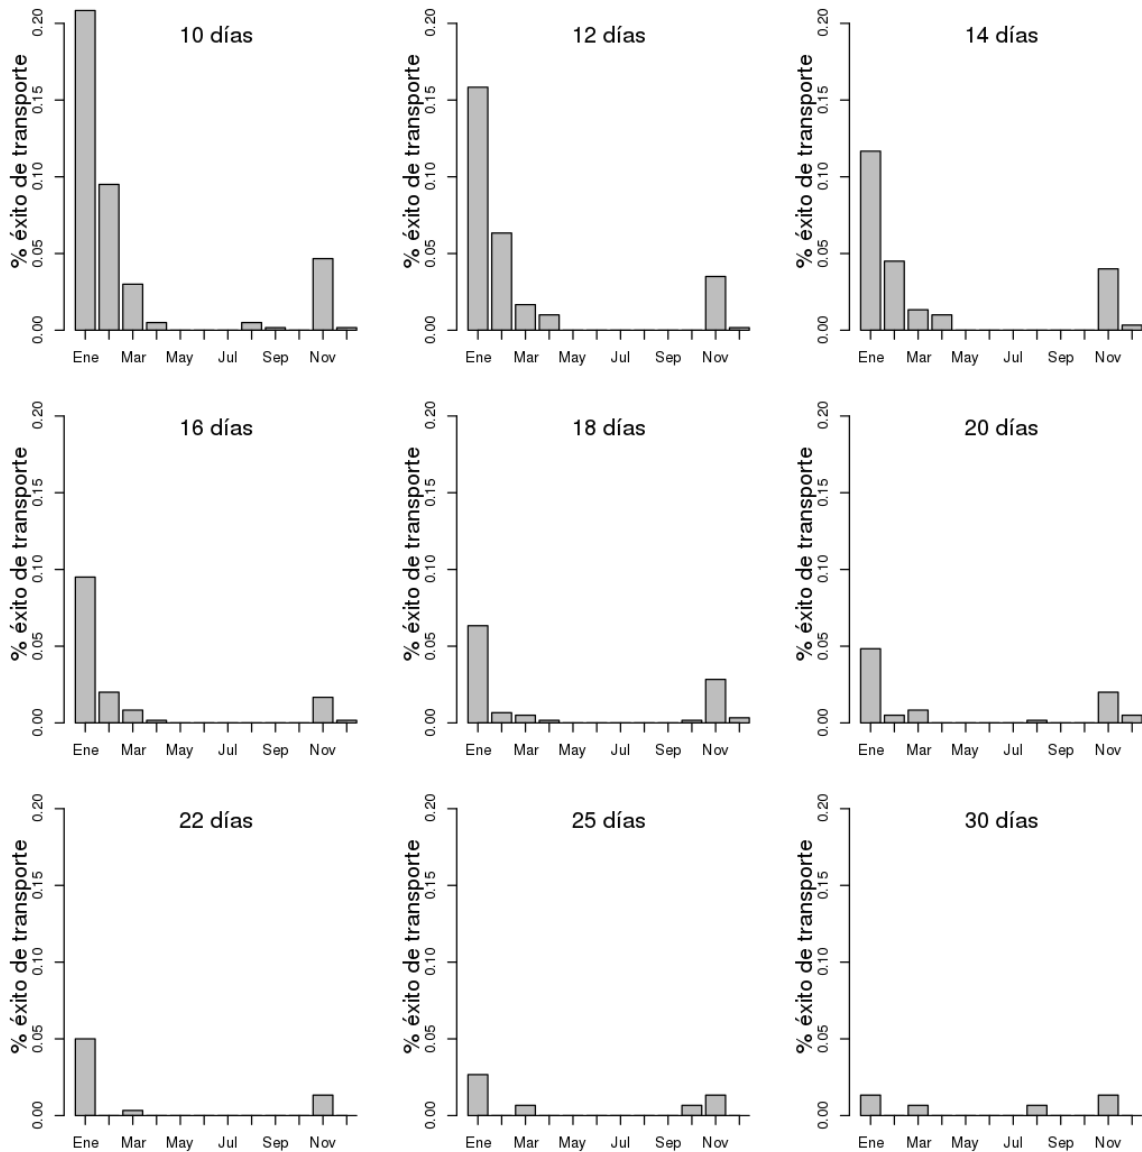 10 días
% éxito de transporte
0.00 0.05 0.10 0.15 0.20
Ene Mar May Jul Sep Nov
12 días
% éxito de transporte
0.00 0.05 0.10 0.15 0.20
Ene Mar May Jul Sep Nov
14 días
% éxito de transporte
0.00 0.05 0.10 0.15 0.20
Ene Mar May Jul Sep Nov
16 días
% éxito de transporte
0.00 0.05 0.10 0.15 0.20
Ene Mar May Jul Sep Nov
18 días
% éxito de transporte
0.00 0.05 0.10 0.15 0.20
Ene Mar May Jul Sep Nov
20 días
% éxito de transporte
0.00 0.05 0.10 0.15 0.20
Ene Mar May Jul Sep Nov
22 días
% éxito de transporte
0.00 0.05 0.10 0.15 0.20
Ene Mar May Jul Sep Nov
25 días
% éxito de transporte
0.00 0.05 0.10 0.15 0.20
Ene Mar May Jul Sep Nov
30 días
% éxito de transporte
0.00 0.05 0.10 0.15 0.20
Ene Mar May Jul Sep Nov